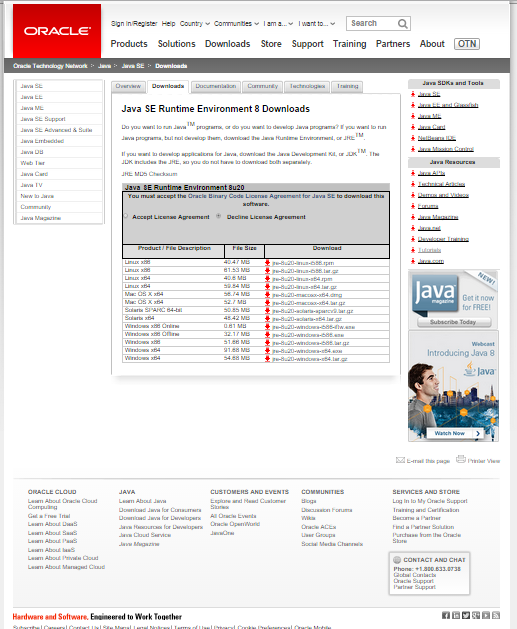 ORACLE
Sign In/Register Help Country Communities I am a... I want to... Search
Products Solutions Downloads Store Support Training Partners About OTN
Oracle Technology Network > Java > Java SE > Downloads
Java SE
Java EE
Java ME
Java SE Support
Java SE Advanced & Suite
Java Embedded
Java DB
Web Tier
Java Card
Java TV
New to Java
Community
Java Magazine
Overview Downloads Documentation Community Technologies Training
Java SE Runtime Environment 8 Downloads
Do you want to run Java™ programs, or do you want to develop Java programs? If you want to run
Java programs, but not develop them, download the Java Runtime Environment, or JRE™
If you want to develop applications for Java, download the Java Development Kit, or JDK™. The
JDK includes the JRE, so you do not have to download both separately.
JRE MD5 Checksum
Java SE Runtime Environment 8u20
You must accept the Oracle Binary Code License Agreement for Java SE to download this
software.
Accept License Agreement Decline License Agreement
Product / File Description File Size Download
Linux x86 40.47 MB jre-8u20-linux-i586.rpm
Linux x86 61.53 MB jre-8u20-linux-i586.tar.gz
Linux x64 40.6 MB jre-8u20-linux-x64.rpm
Linux x64 59.84 MB jre-8u20-linux-x64.tar.gz
Mac OS X x64 56.74 MB jre-8u20-macosx-x64.dmg
Mac OS X x64 52.7 MB jre-8u20-macosx-x64.tar.gz
Solaris SPARC 64-bit 50.85 MB jre-8u20-solaris-sparcv9.tar.gz
Solaris x64 48.42 MB jre-8u20-solaris-x64.tar.gz
Windows x86 Online 0.61 MB jre-8u20-windows-i586-iftw.exe
Windows x86 Offline 32.17 MB jre-8u20-windows-i586.exe
Windows x86 51.66 MB jre-8u20-windows-i586.tar.gz
Windows x64 91.68 MB jre-8u20-windows-x64.exe
Windows x64 54.68 MB jre-8u20-windows-x64.tar.gz
Java SDKs and Tools
Java SE
Java EE and Glassfish
Java ME
Java Card
NetBeans IDE
Java Mission Control
Java Resources
Java APIs
Technical Articles
Demos and Videos
Forums
Java Magazine
Java.net
Developer Training
Tutorials
Java.com
NEW!
Java magazine
Get it now
for FREE!
Subscribe Today
Webcast
Introducing Java 8
Java
Watch Now
E-mail this page Printer View
ORACLE CLOUD
Learn About Oracle Cloud
Computing
Get a Free Trial
Learn About DaaS
Learn About SaaS
Learn About PaaS
Learn About IaaS
Learn About Private Cloud
Learn About Managed Cloud
JAVA
Learn About Java
Download Java for Consumers
Download Java for Developers
Java Resources for Developers
Java Cloud Service
Java Magazine
CUSTOMERS AND EVENTS
Explore and Read Customer
Stories
All Oracle Events
Oracle OpenWorld
JavaOne
COMMUNITIES
Blogs
Discussion Forums
Wikis
Oracle ACEs
User Groups
Social Media Channels
SERVICES AND STORE
Log In to My Oracle Support
Training and Certification
Become a Partner
Find a Partner Solution
Purchase from the Oracle
Store
CONTACT AND CHAT
Phone: +1.800.633.0738
Global Contacts
Oracle Support
Partner Support
Hardware and Software, Engineered to Work Together
Subscribe Careers Contact Us Site Maps Legal Notices Terms of Use Privacy Cookie Preferences Oracle Mobile